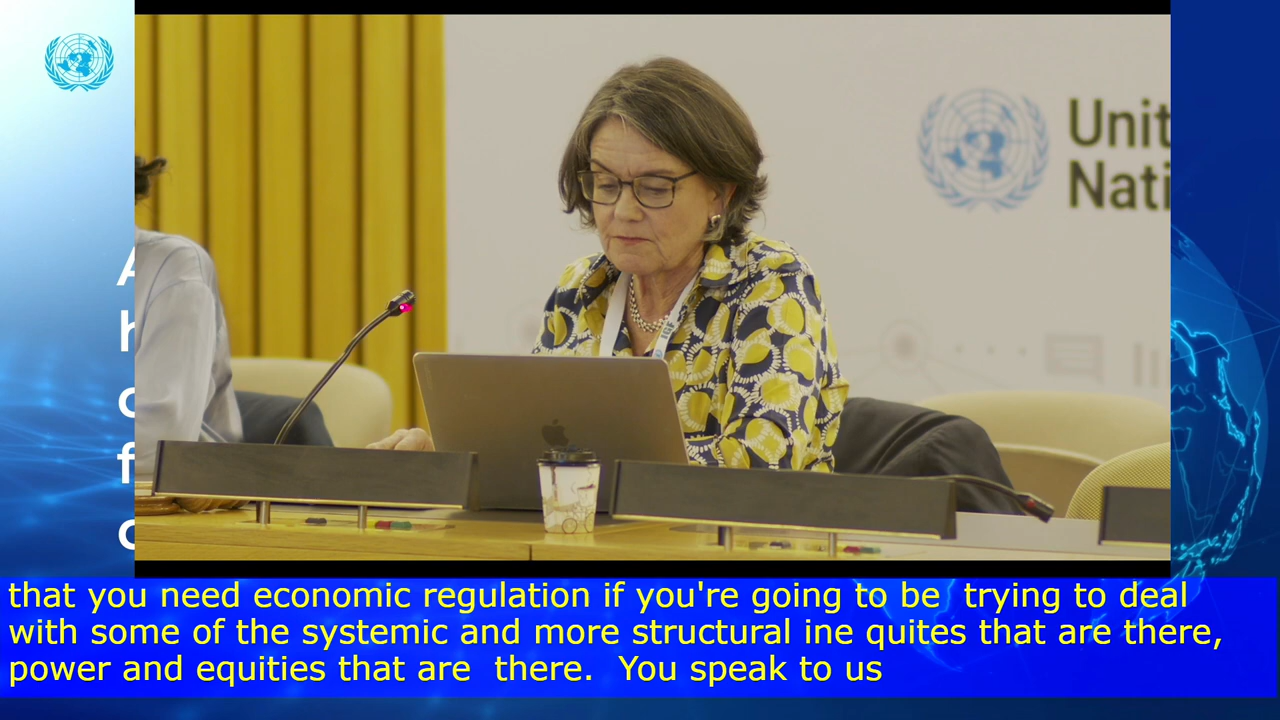 Unit
Nati
IGF
A
h
f
that you need economic regulation if you're going to be  trying to deal
with some of the systemic and more structural ine quites that are there,
power and equities that are  there.  You speak to us